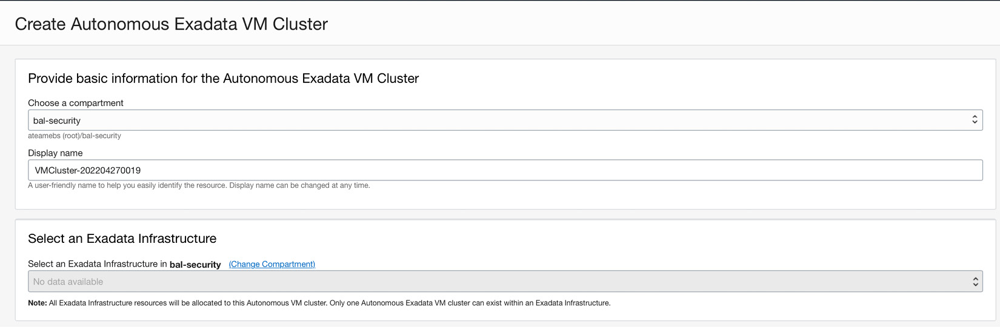 Create Autonomous Exadata VM Cluster
Provide basic information for the Autonomous Exadata VM Cluster
Choose a compartment
bal-security
ateamebs (root)/bal-security
Display name
VMCluster-202204270019
A user-friendly name to help you easily identify the resource. Display name can be changed at any time.
Select an Exadata Infrastructure
Select an Exadata Infrastructure in bal-security (Change Compartment)
No data available
Note: All Exadata Infrastructure resources will be allocated to this Autonomous VM cluster. Only one Autonomous Exadata VM cluster can exist within an Exadata Infrastructure.